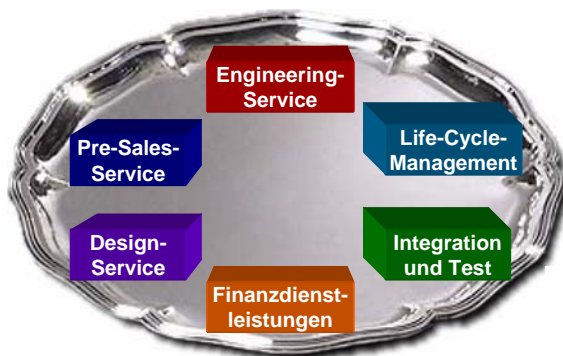 Engineering-
Service
Pre-Sales-
Service
Life-Cycle-
Management
Design-
Service
Integration
und Test
Finanzdienst-
leistungen